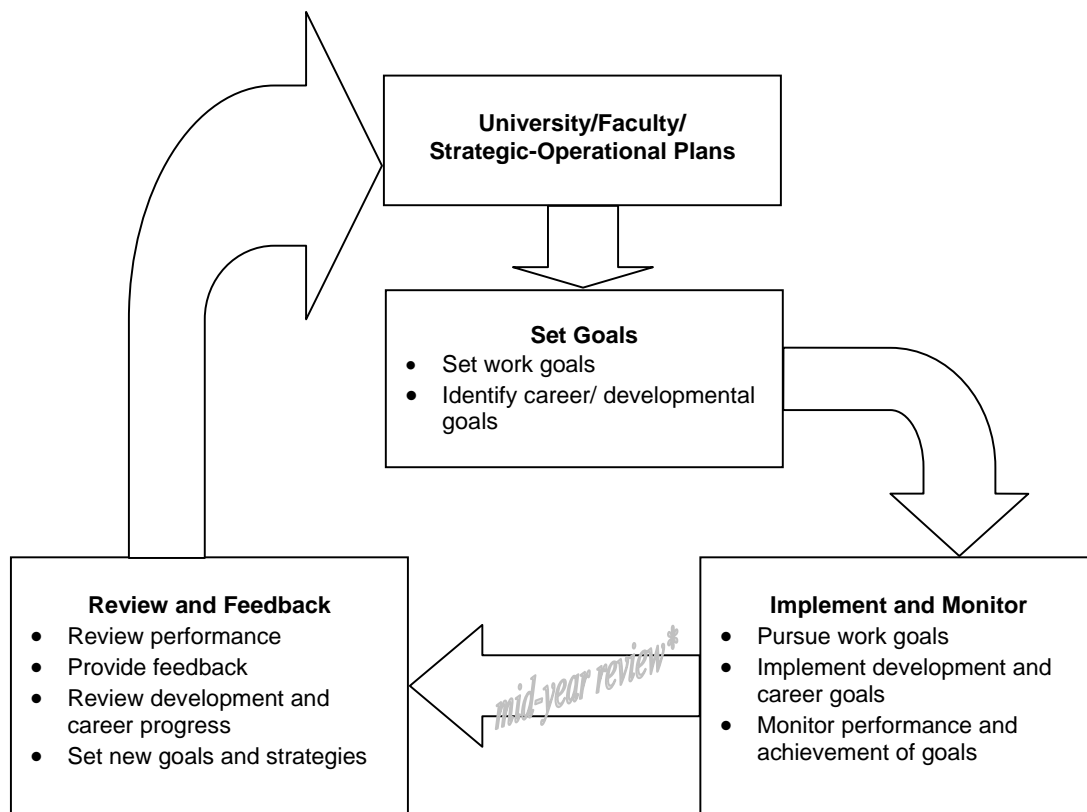 University/Faculty/
Strategic-Operational Plans
Set Goals
• Set work goals
• Identify career/ developmental
goals
Review and Feedback
• Review performance
• Provide feedback
• Review development and
career progress
• Set new goals and strategies
mid-year review*
Implement and Monitor
• Pursue work goals
• Implement development and
career goals
• Monitor performance and
achievement of goals